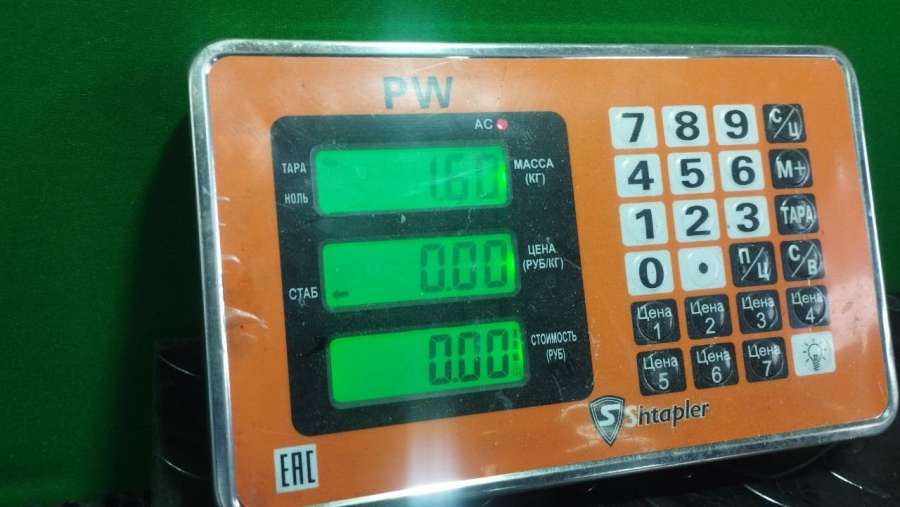 PW
AC
ТАРА
НОЛЬ
1.60
МАССА
(КГ)
СТАБ
0.00
ЦЕНА
(РУБ/КГ)
0.00
СТОИМОСТЬ
(РУБ)
7 8 9 С/Ц
4 5 6 М+
1 2 3 ТАРА
0 . П/Ц С/В
Цена 1 Цена 2 Цена 3 Цена 4
Цена 5 Цена 6 Цена 7
S Shtapler
EAC